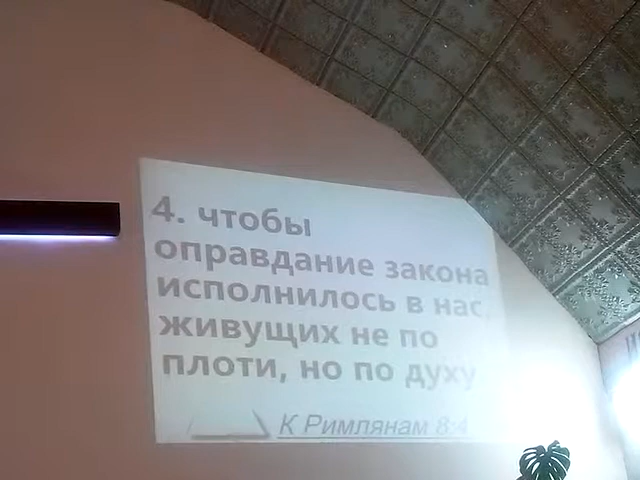 4. чтобы
оправдание закона
исполнилось в нас,
живущих не по
плоти, но по духу
К Римлянам 8:4